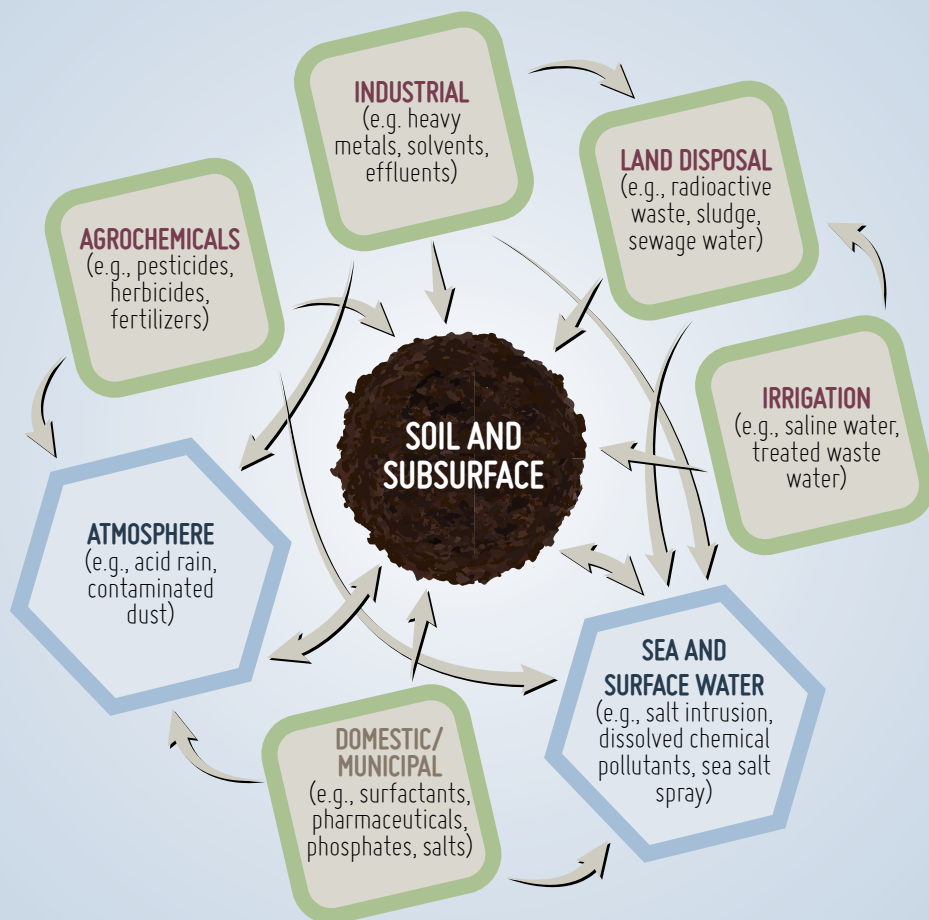 INDUSTRIAL
(e.g. heavy
metals, solvents,
effluents)
LAND DISPOSAL
(e.g., radioactive
waste, sludge,
sewage water)
AGROCHEMICALS
(e.g., pesticides,
herbicides,
fertilizers)
IRRIGATION
(e.g., saline water,
treated waste
water)
SOIL AND
SUBSURFACE
ATMOSPHERE
(e.g., acid rain,
contaminated
dust)
SEA AND
SURFACE WATER
(e.g., salt intrusion,
dissolved chemical
pollutants, sea salt
spray)
DOMESTIC/
MUNICIPAL
(e.g., surfactants,
pharmaceuticals,
phosphates, salts)